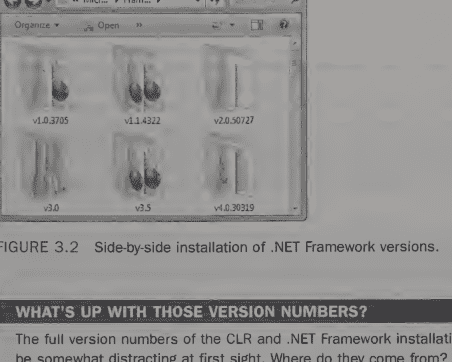 Organize Open »
v1.0.3705 v1.1.4322 v2.0.50727
v3.0 v3.5 v4.0.30319
FIGURE 3.2 Side-by-side installation of .NET Framework versions.
WHAT'S UP WITH THOSE VERSION NUMBERS?
The full version numbers of the CLR and .NET Framework installati
be somewhat distracting at first sight. Where do they come from?